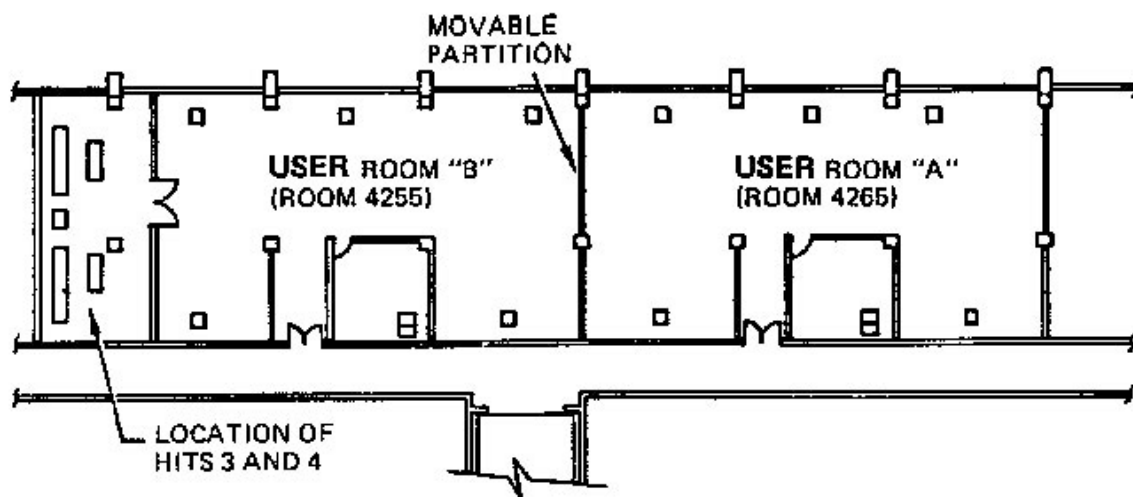 MOVABLE
PARTITION
USER ROOM "B"
(ROOM 4255)
USER ROOM "A"
(ROOM 4265)
LOCATION OF
HITS 3 AND 4